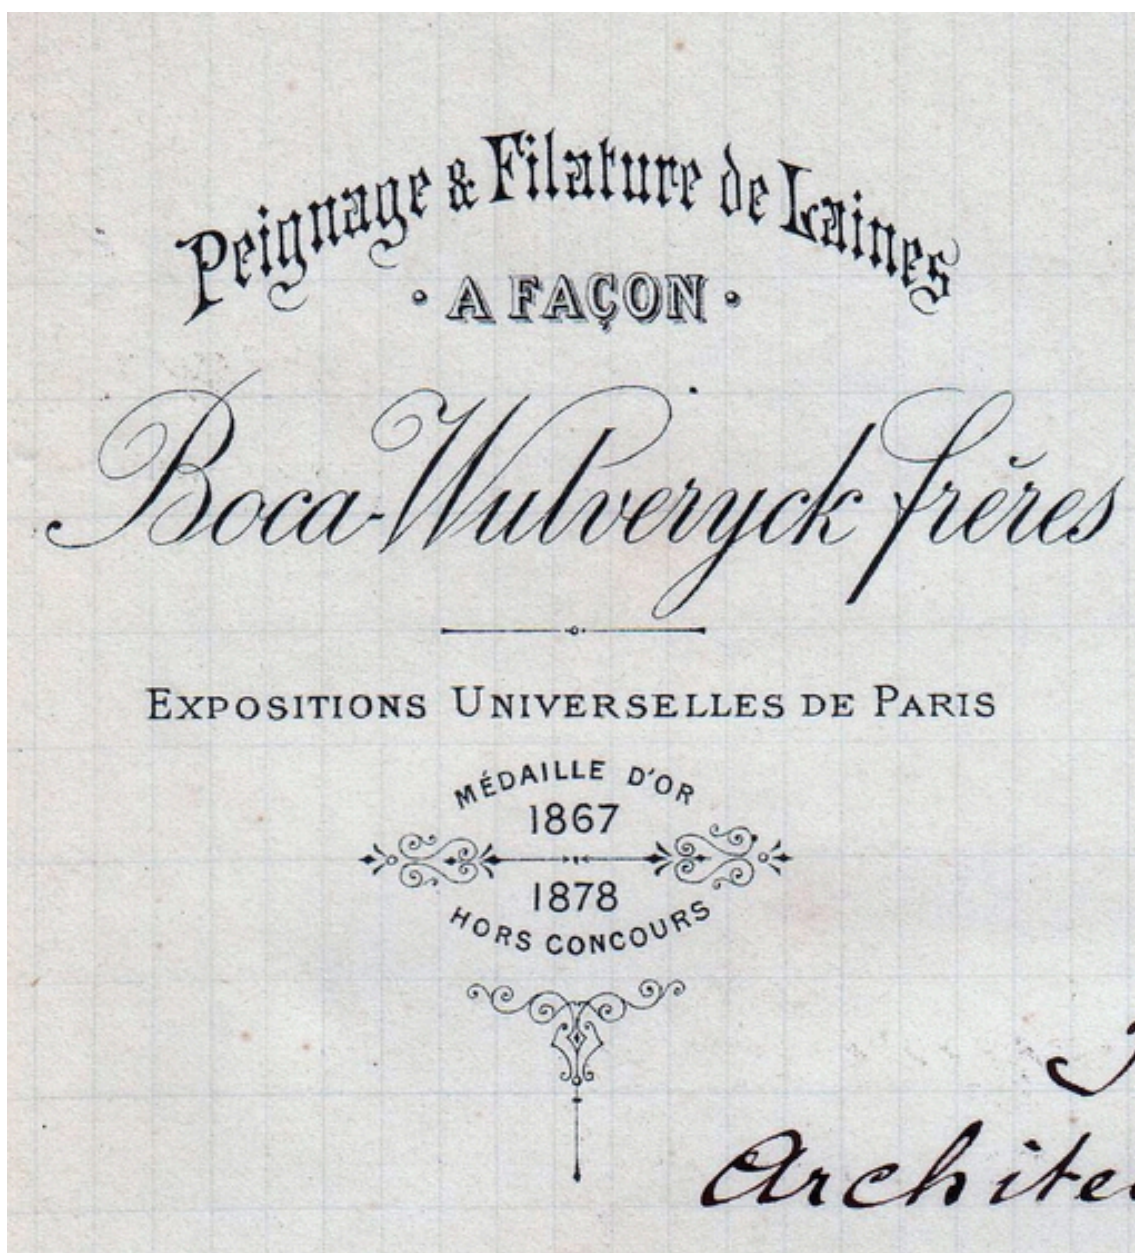 Peignage & Filature de Laines
A FAÇON
Boca-Wulveryck frères
EXPOSITIONS UNIVERSELLES DE PARIS
MÉDAILLE D'OR
1867
1878
HORS CONCOURS